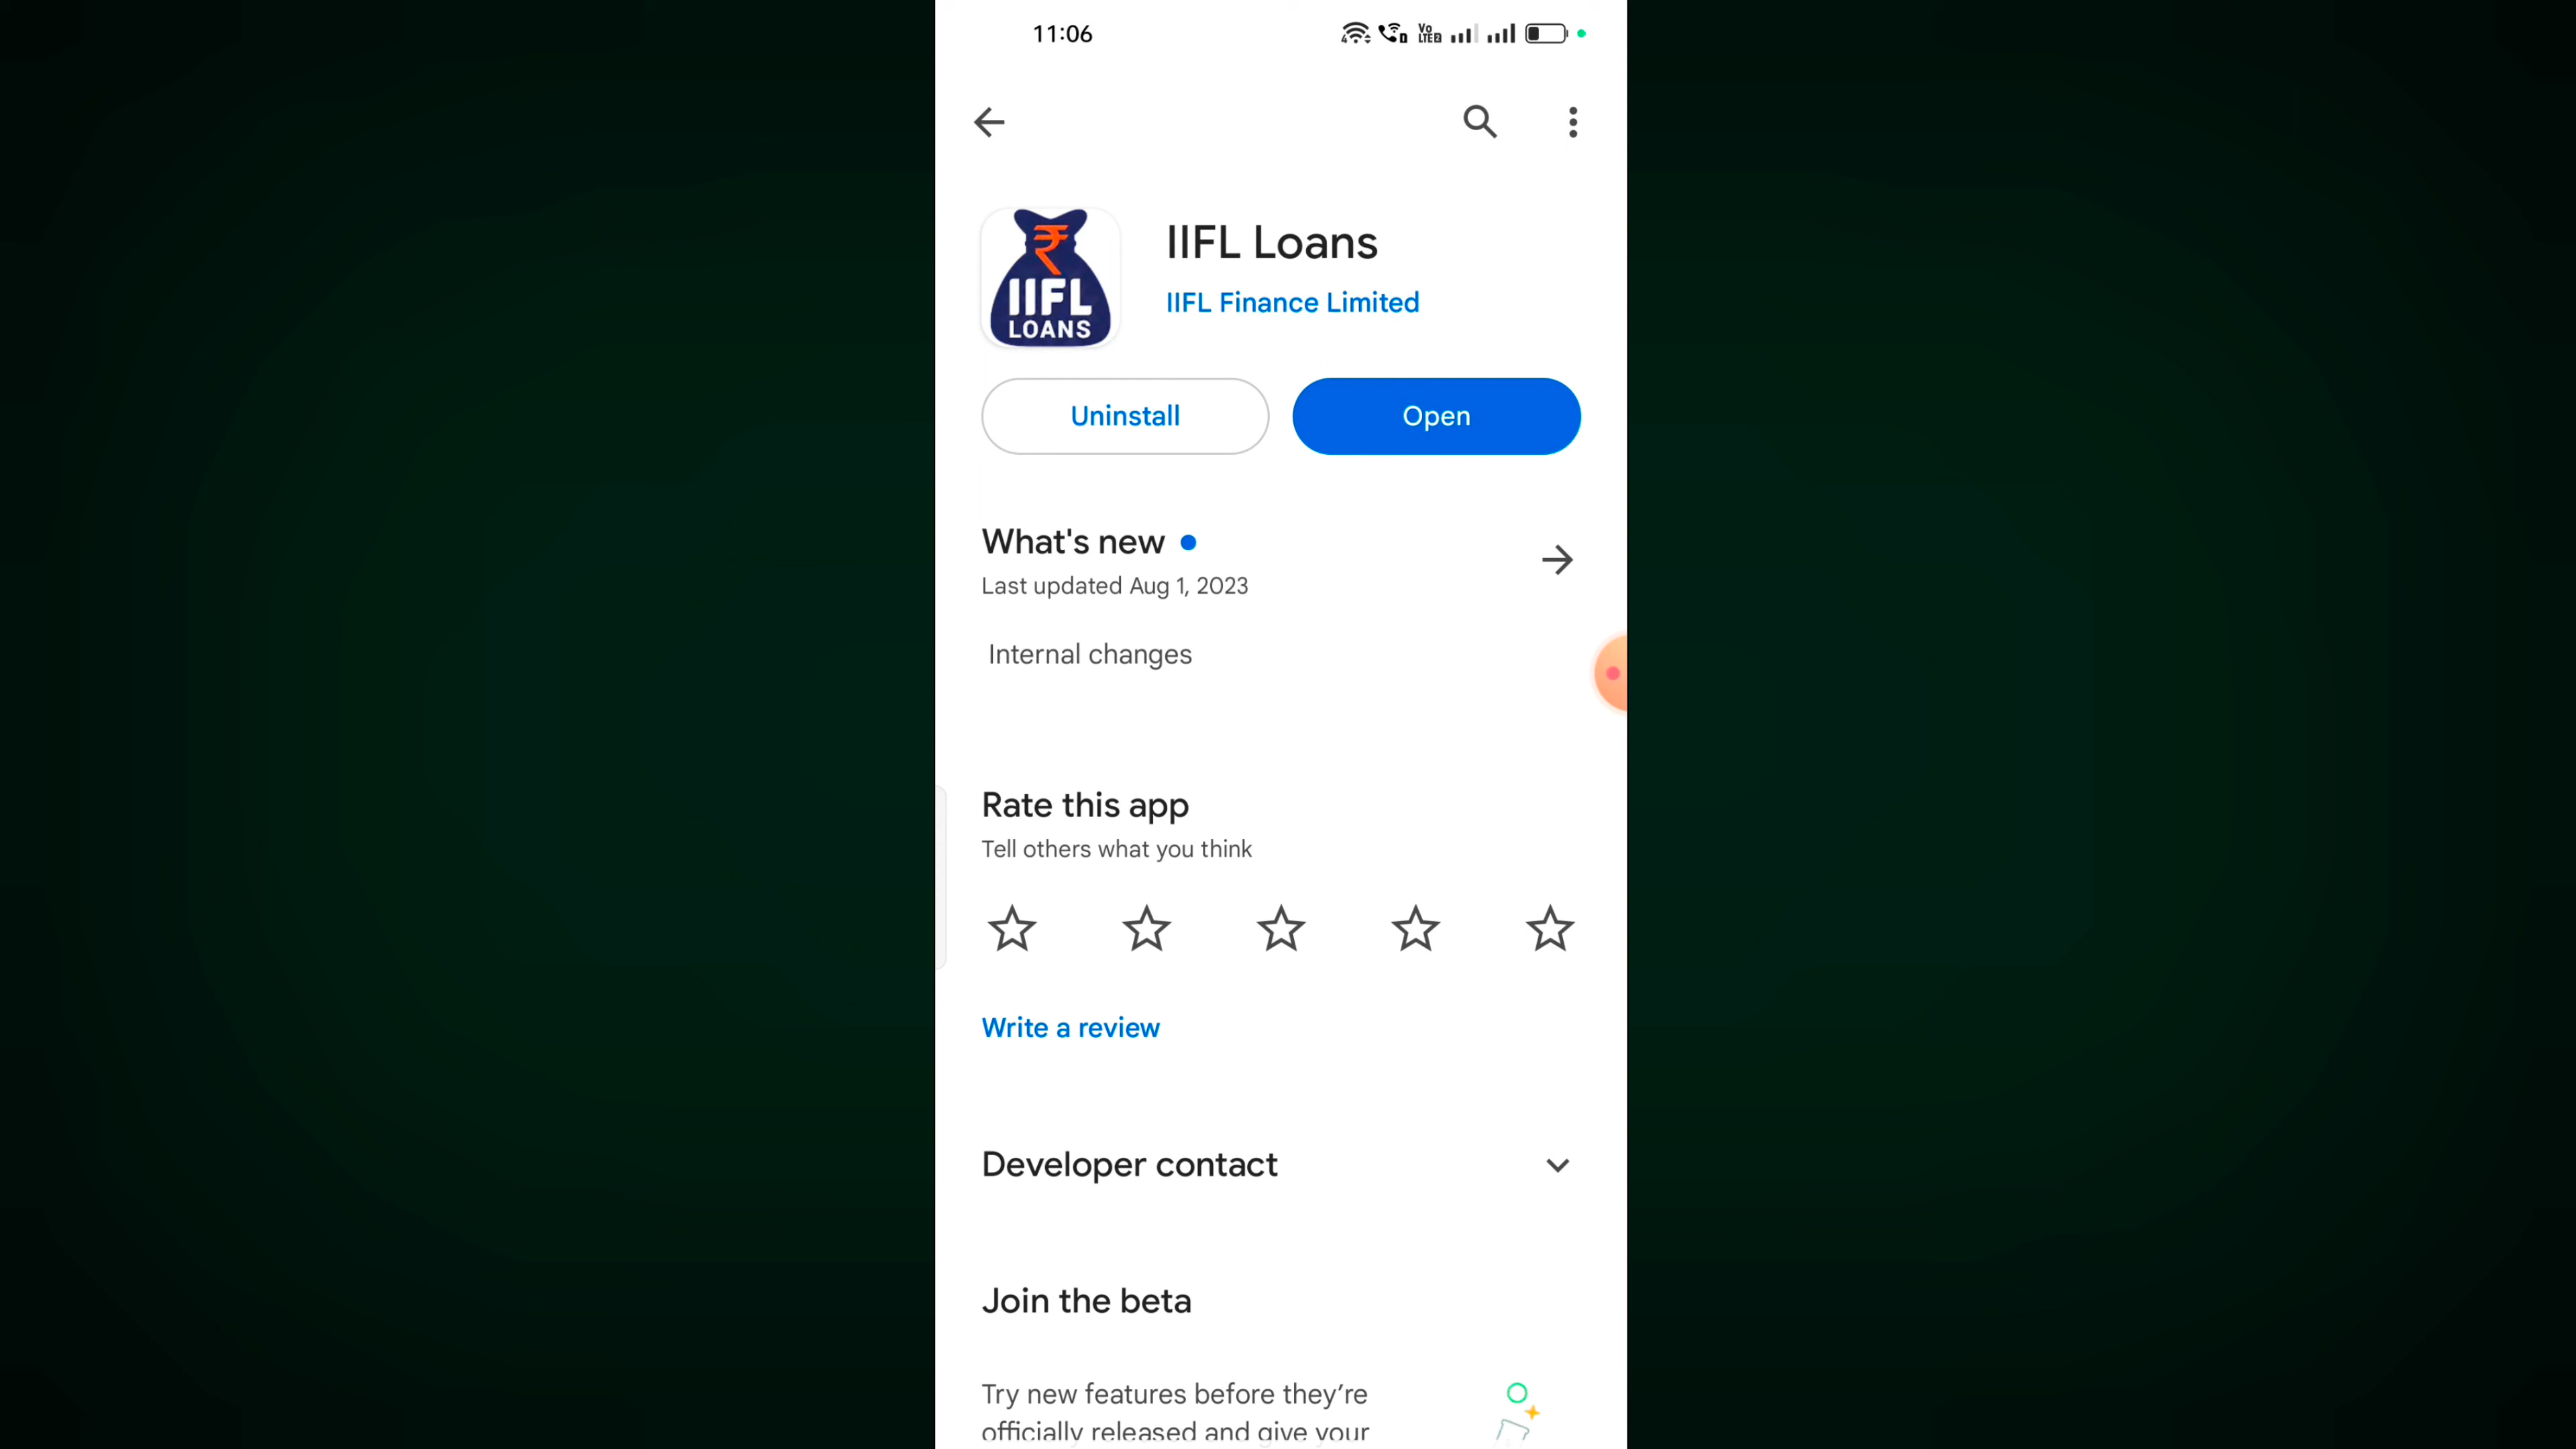 11:06
Vo
LTE2
₹
IIFL
LOANS
IIFL Loans
IIFL Finance Limited
Uninstall
Open
What's new
Last updated Aug 1, 2023
Internal changes
Rate this app
Tell others what you think
Write a review
Developer contact
Join the beta
Try new features before they're
officially released and give your